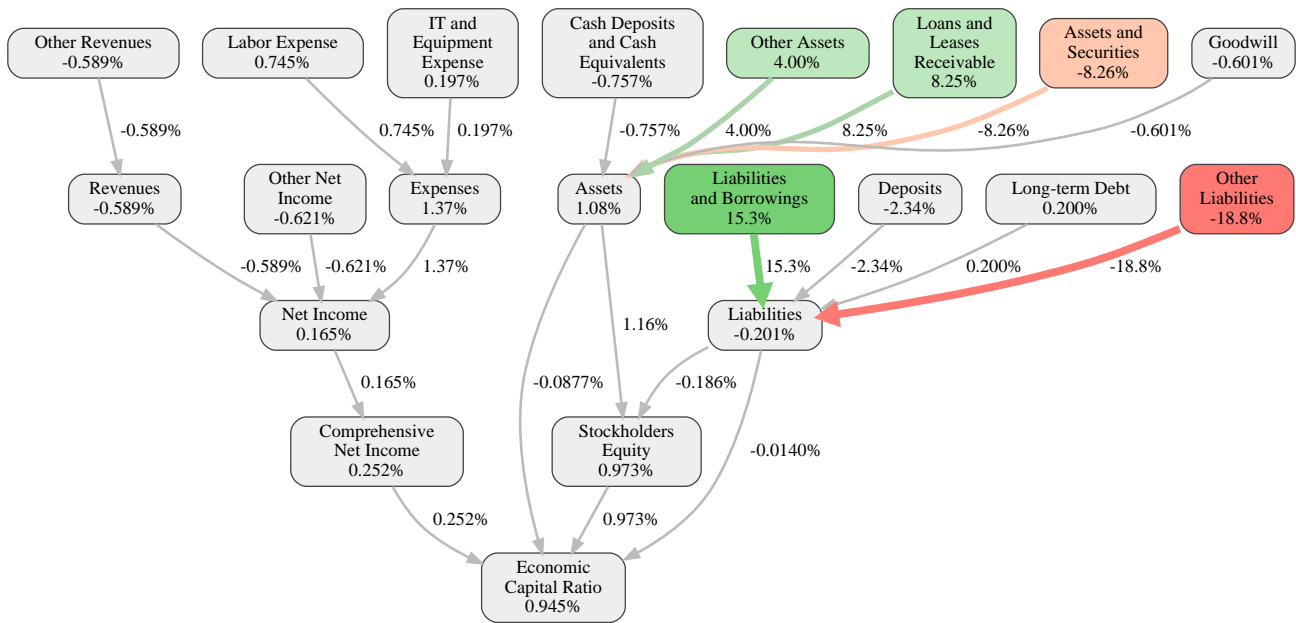 Other Revenues
-0.589%
Labor Expense
0.745%
IT and
Equipment
Expense
0.197%
Cash Deposits
and Cash
Equivalents
-0.757%
Other Assets
4.00%
Loans and
Leases
Receivable
8.25%
Assets and
Securities
-8.26%
Goodwill
-0.601%
-0.589%
0.745%
0.197%
-0.757%
4.00%
8.25%
-8.26%
-0.601%
Revenues
-0.589%
Other Net
Income
-0.621%
Expenses
1.37%
Assets
1.08%
Liabilities
and Borrowings
15.3%
Deposits
-2.34%
Long-term Debt
0.200%
Other
Liabilities
-18.8%
-0.589%
-0.621%
1.37%
15.3%
-2.34%
0.200%
-18.8%
Net Income
0.165%
1.16%
Liabilities
-0.201%
0.165%
-0.0877%
-0.186%
Comprehensive
Net Income
0.252%
Stockholders
Equity
0.973%
-0.0140%
0.252%
0.973%
Economic
Capital Ratio
0.945%